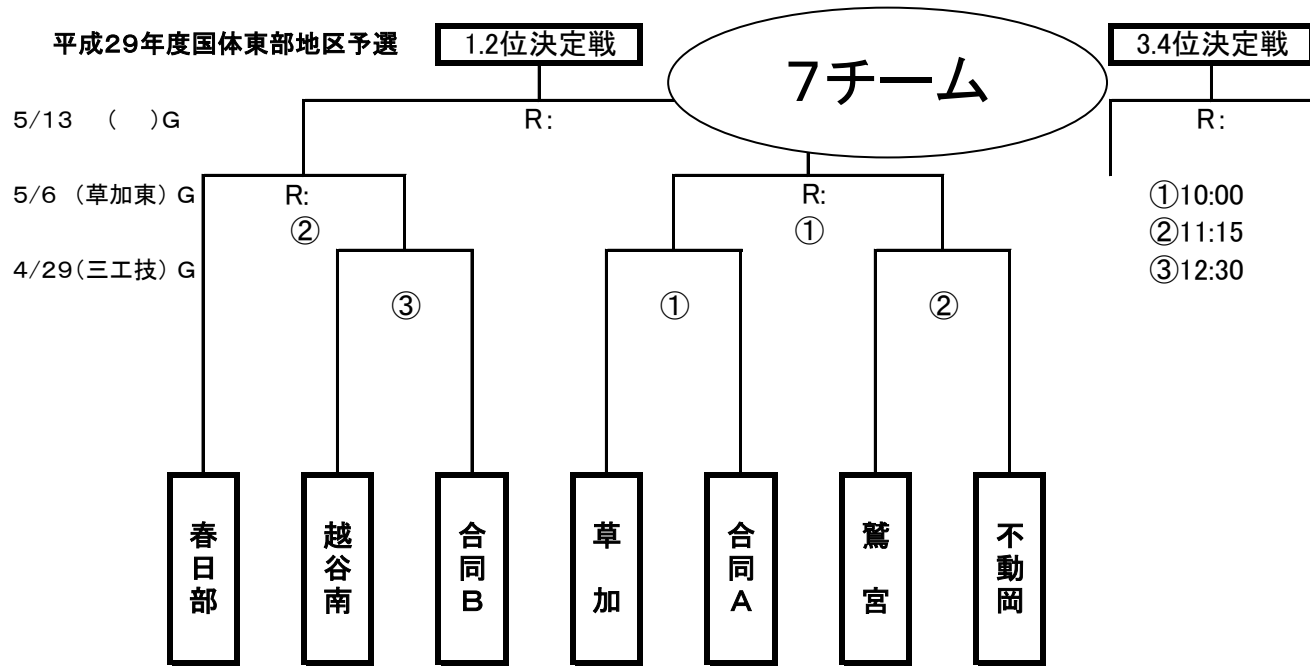 平成29年度国体東部地区予選
1.2位決定戦
7チーム
3.4位決定戦
5/13 ( )G
R:
R:
5/6 (草加東) G
R:
R:
①10:00
②
①
②11:15
4/29(三工技) G
③12:30
③
①
②
春日部
越谷南
合同B
草加
合同A
鷲宮
不動岡